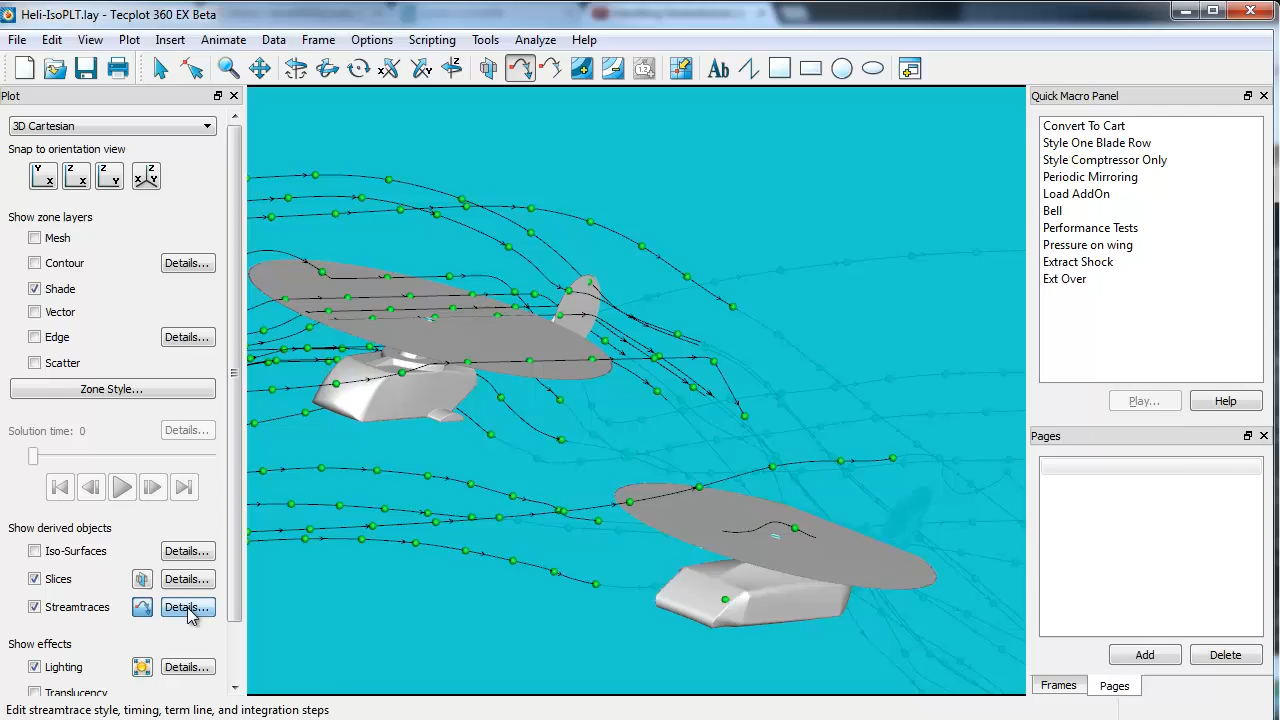 Heli-IsoPLT.lay - Tecplot 360 EX Beta
File Edit View Plot Insert Animate Data Frame Options Scripting Tools Analyze Help
Plot
3D Cartesian
Snap to orientation view
Y X Z X Z Y X Z Y
Show zone layers
Mesh
Contour Details...
Shade
Vector
Edge Details...
Scatter
Zone Style...
Solution time: 0 Details...
Show derived objects
Iso-Surfaces Details...
Slices Details...
Streamtraces Details...
Show effects
Lighting Details...
Translucency
Edit streamtrace style, timing, term line, and integration steps
Quick Macro Panel
Convert To Cart
Style One Blade Row
Style Comptressor Only
Periodic Mirroring
Load AddOn
Bell
Performance Tests
Pressure on wing
Extract Shock
Ext Over
Play... Help
Pages
Add Delete
Frames Pages